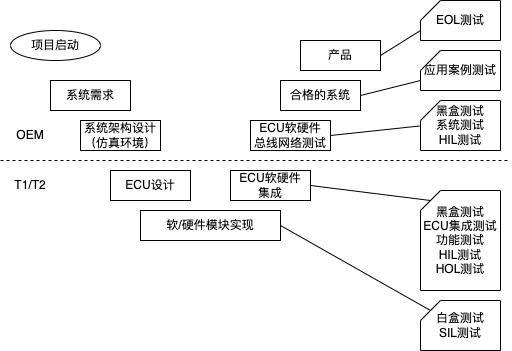 EOL测试
项目启动
产品
应用案例测试
系统需求
合格的系统
黑盒测试
系统测试
HIL测试
OEM
系统架构设计
（仿真环境）
ECU软硬件
总线网络测试
T1/T2
ECU设计
ECU软硬件
集成
黑盒测试
ECU集成测试
功能测试
HIL测试
HOL测试
软/硬件模块实现
白盒测试
SIL测试